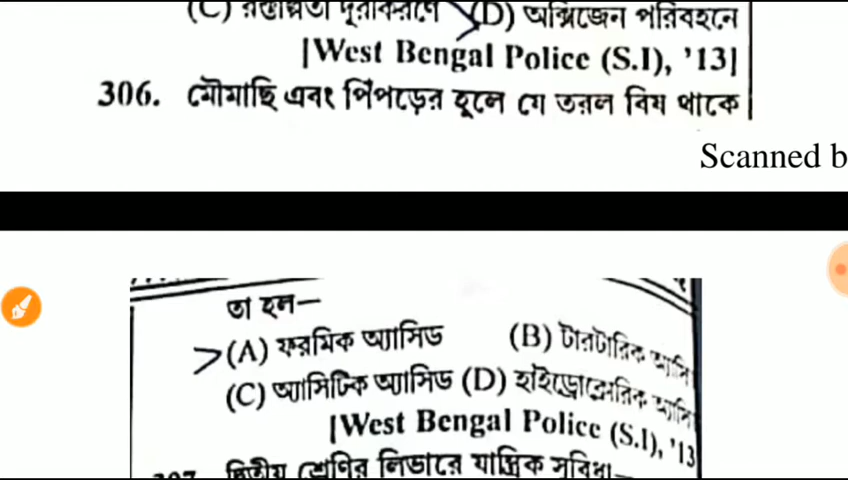 (C) রক্তাল্পতা দূরীকরণে (D) অক্সিজেন পরিবহনে
[West Bengal Police (S.I), ’13]
306. মৌমাছি এবং পিঁপড়ের হুলে যে তরল বিষ থাকে
Scanned b
তা হল—
(A) ফরমিক অ্যাসিড (B) টারটারিক অ্যাসি
(C) অ্যাসিটিক অ্যাসিড (D) হাইড্রোক্লোরিক অ্যাসি
[West Bengal Police (S.I), ’13
307. দ্বিতীয় শ্রেণির লিভারে যান্ত্রিক সুবিধা—